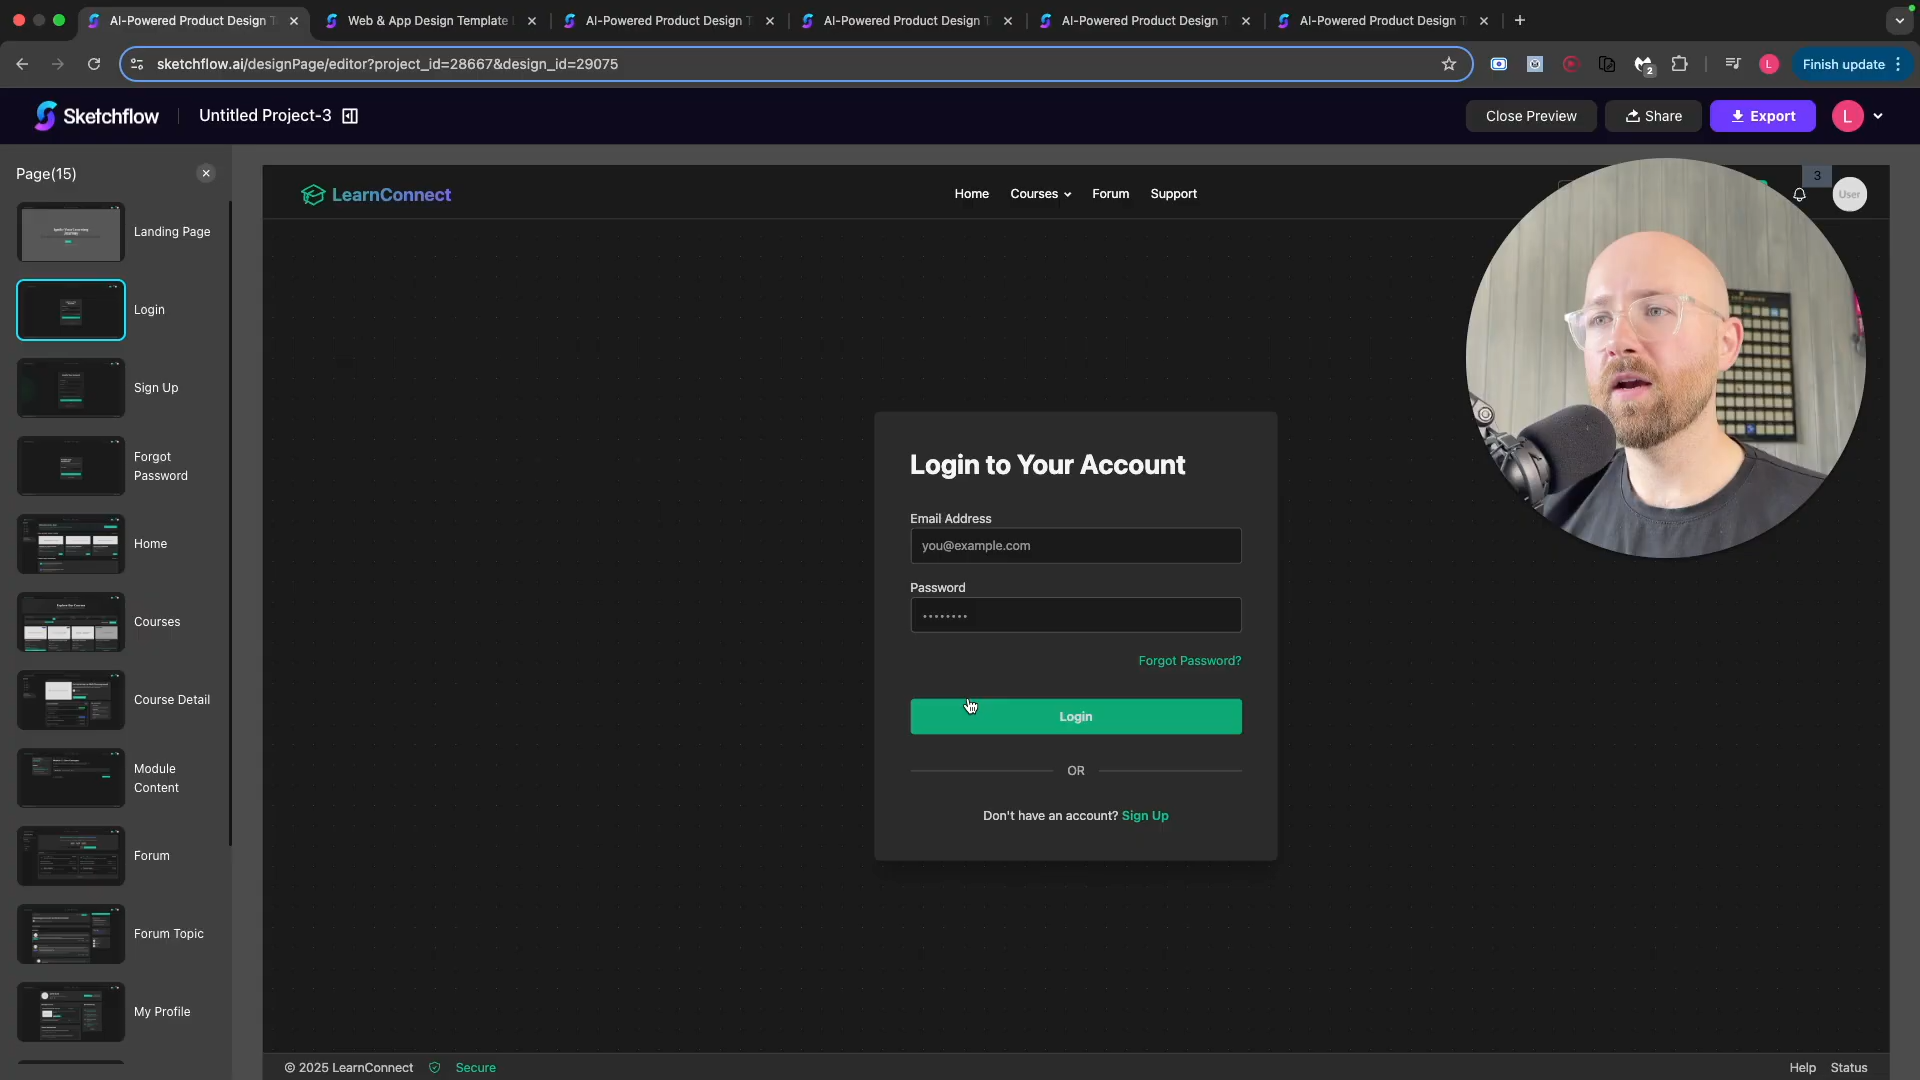 AI-Powered Product Design T
Web & App Design Template
AI-Powered Product Design T
AI-Powered Product Design T
AI-Powered Product Design T
AI-Powered Product Design T
sketchflow.ai/designPage/editor?project_id=28667&design_id=29075
2
L
Finish update
Sketchflow
Untitled Project-3
Close Preview
Share
Export
L
Page(15)
Landing Page
Login
Sign Up
Forgot
Password
Home
Courses
Course Detail
Module
Content
Forum
Forum Topic
My Profile
LearnConnect
Home
Courses
Forum
Support
3
User
Login to Your Account
Email Address
you@example.com
Password
••••••••
Forgot Password?
Login
OR
Don't have an account? Sign Up
© 2025 LearnConnect
Secure
Help
Status